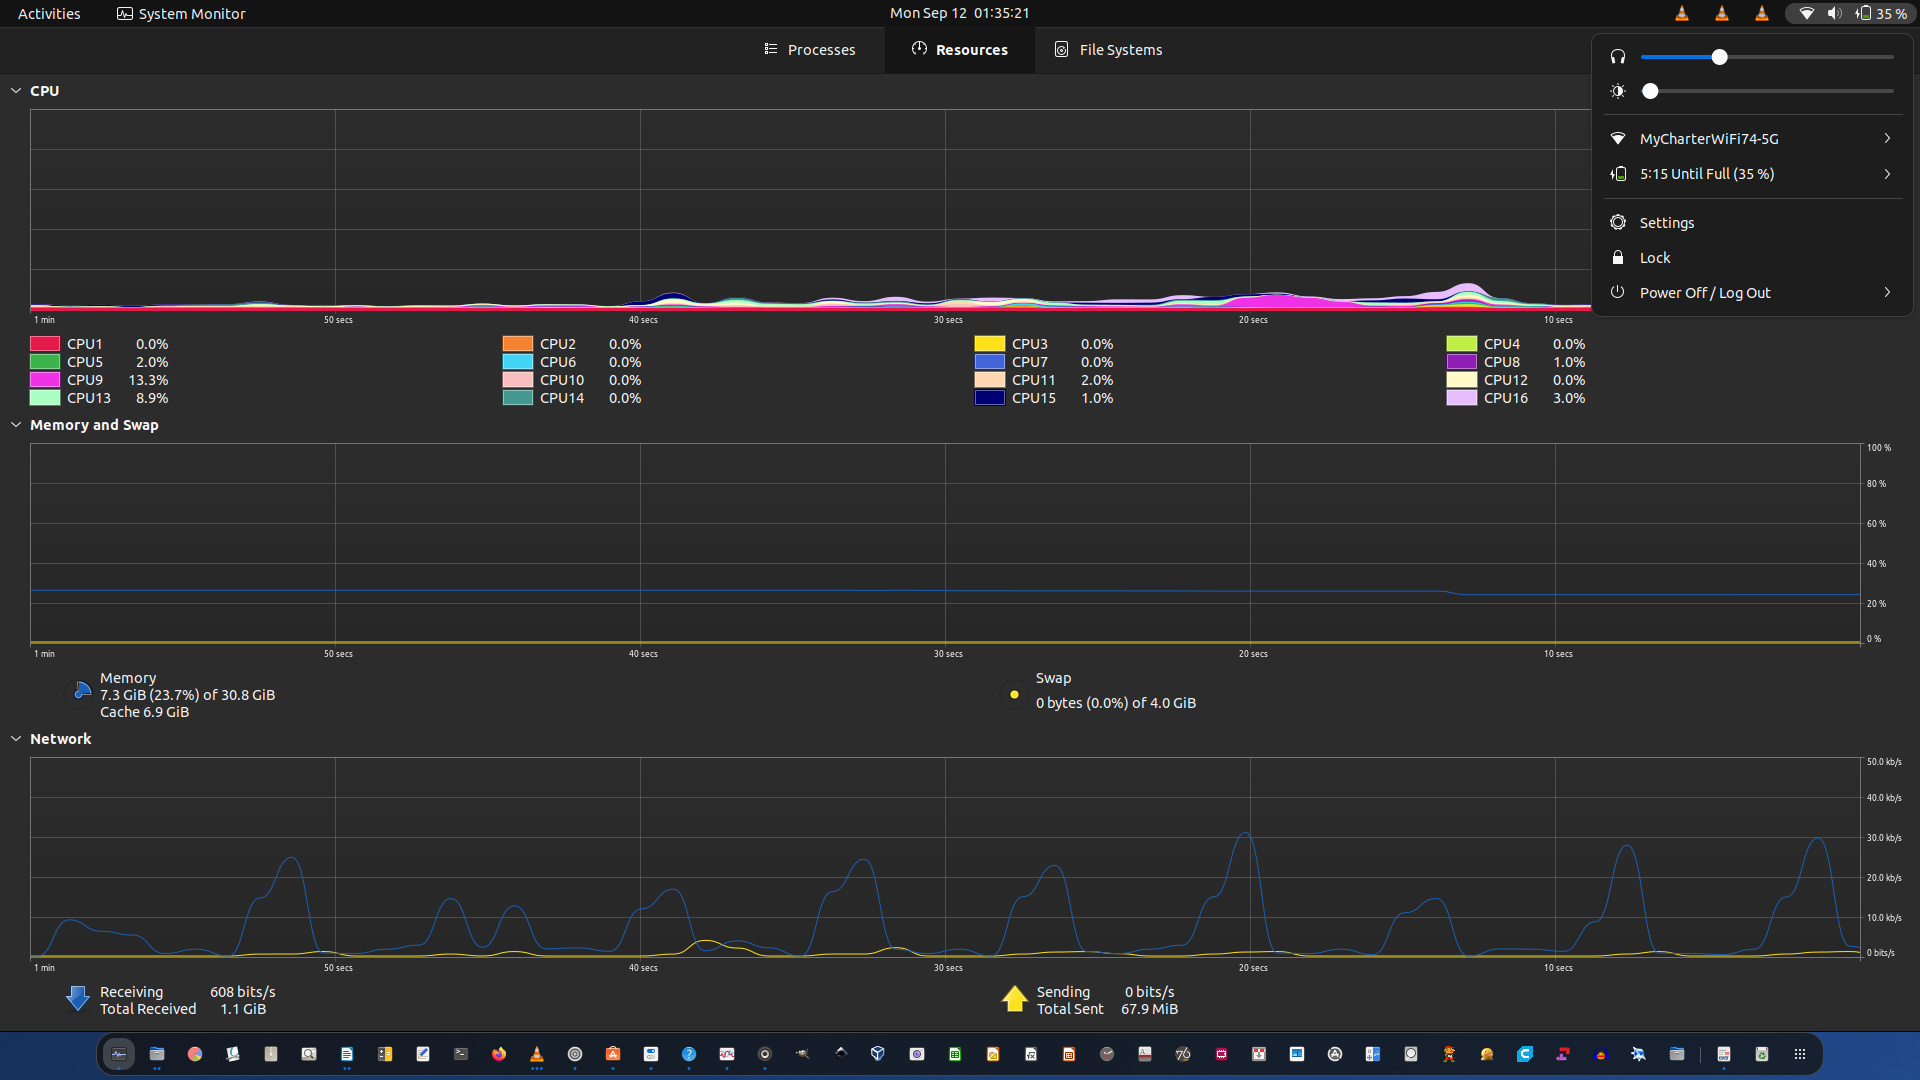 Activities
System Monitor
Mon Sep 12 01:35:21
35 %
Processes
Resources
File Systems
MyCharterWiFi74-5G
5:15 Until Full (35 %)
Settings
Lock
Power Off / Log Out
CPU
1 min
50 secs
40 secs
30 secs
20 secs
10 secs
CPU1 0.0%
CPU2 0.0%
CPU3 0.0%
CPU4 0.0%
CPU5 2.0%
CPU6 0.0%
CPU7 0.0%
CPU8 1.0%
CPU9 13.3%
CPU10 0.0%
CPU11 2.0%
CPU12 0.0%
CPU13 8.9%
CPU14 0.0%
CPU15 1.0%
CPU16 3.0%
Memory and Swap
100 %
80 %
60 %
40 %
20 %
0 %
1 min
50 secs
40 secs
30 secs
20 secs
10 secs
Memory
7.3 GiB (23.7%) of 30.8 GiB
Cache 6.9 GiB
Swap
0 bytes (0.0%) of 4.0 GiB
Network
50.0 kb/s
40.0 kb/s
30.0 kb/s
20.0 kb/s
10.0 kb/s
0 bits/s
1 min
50 secs
40 secs
30 secs
20 secs
10 secs
Receiving 608 bits/s
Total Received 1.1 GiB
Sending 0 bits/s
Total Sent 67.9 MiB